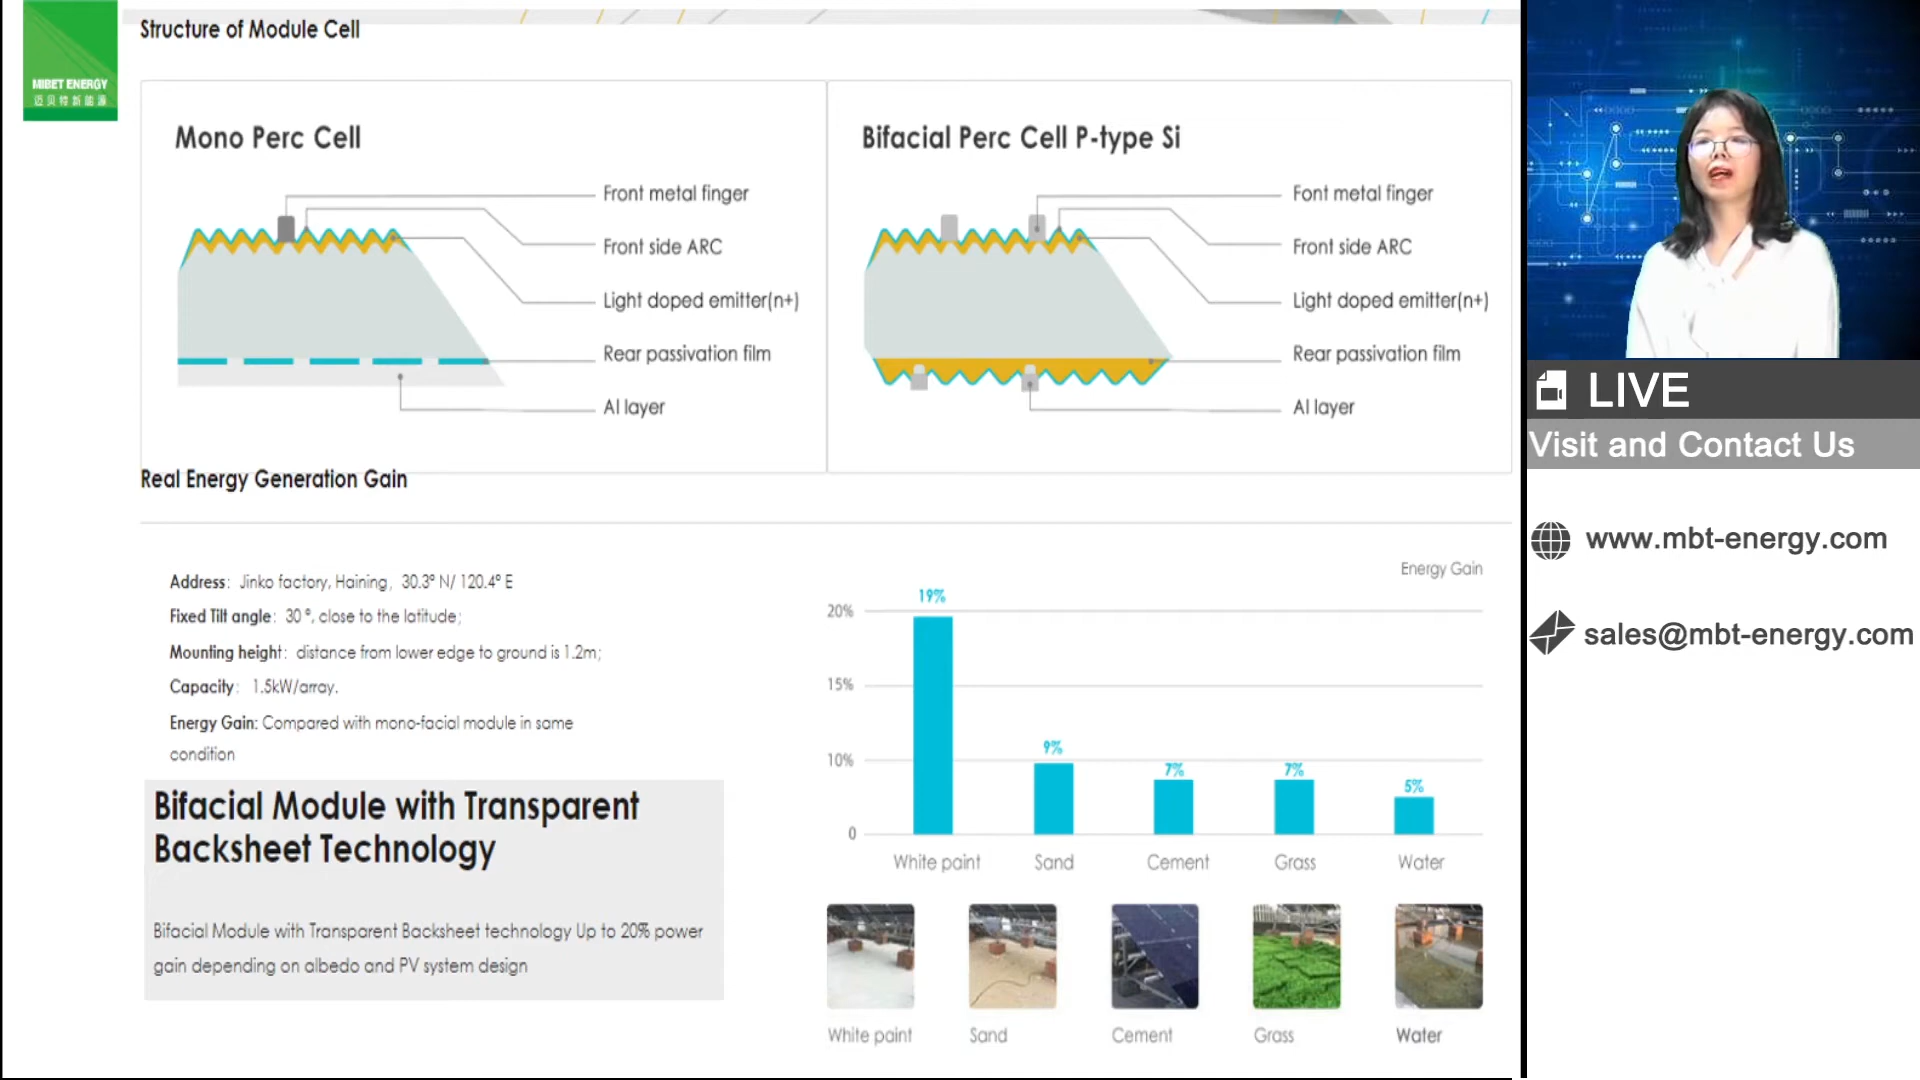 MIBET ENERGY
迈贝特新能源
Structure of Module Cell
Mono Perc Cell
Front metal finger
Front side ARC
Light doped emitter(n+)
Rear passivation film
Al layer
Bifacial Perc Cell P-type Si
Font metal finger
Front side ARC
Light doped emitter(n+)
Rear passivation film
Al layer
Real Energy Generation Gain
Address: Jinko factory, Haining, 30.3° N/ 120.4° E
Fixed Tilt angle: 30 °, close to the latitude;
Mounting height: distance from lower edge to ground is 1.2m;
Capacity: 1.5kW/array.
Energy Gain: Compared with mono-facial module in same
condition
Bifacial Module with Transparent
Backsheet Technology
Bifacial Module with Transparent Backsheet technology Up to 20% power
gain depending on albedo and PV system design
Energy Gain
20%
15%
10%
0
19%
9%
7%
7%
5%
White paint
Sand
Cement
Grass
Water
White paint
Sand
Cement
Grass
Water
LIVE
Visit and Contact Us
www.mbt-energy.com
sales@mbt-energy.com